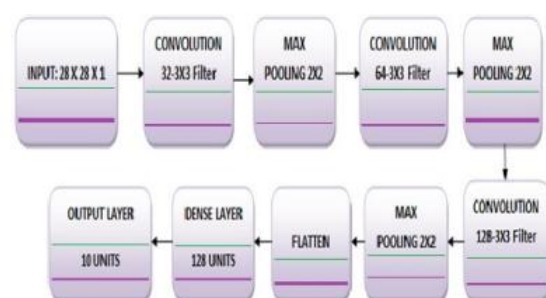 INPUT: 28 X 28 X 1
CONVOLUTION
32-3X3 Filter
MAX
POOLING 2X2
CONVOLUTION
64-3X3 Filter
MAX
POOLING 2X2
CONVOLUTION
128-3X3 Filter
MAX
POOLING 2X2
FLATTEN
DENSE LAYER
128 UNITS
OUTPUT LAYER
10 UNITS